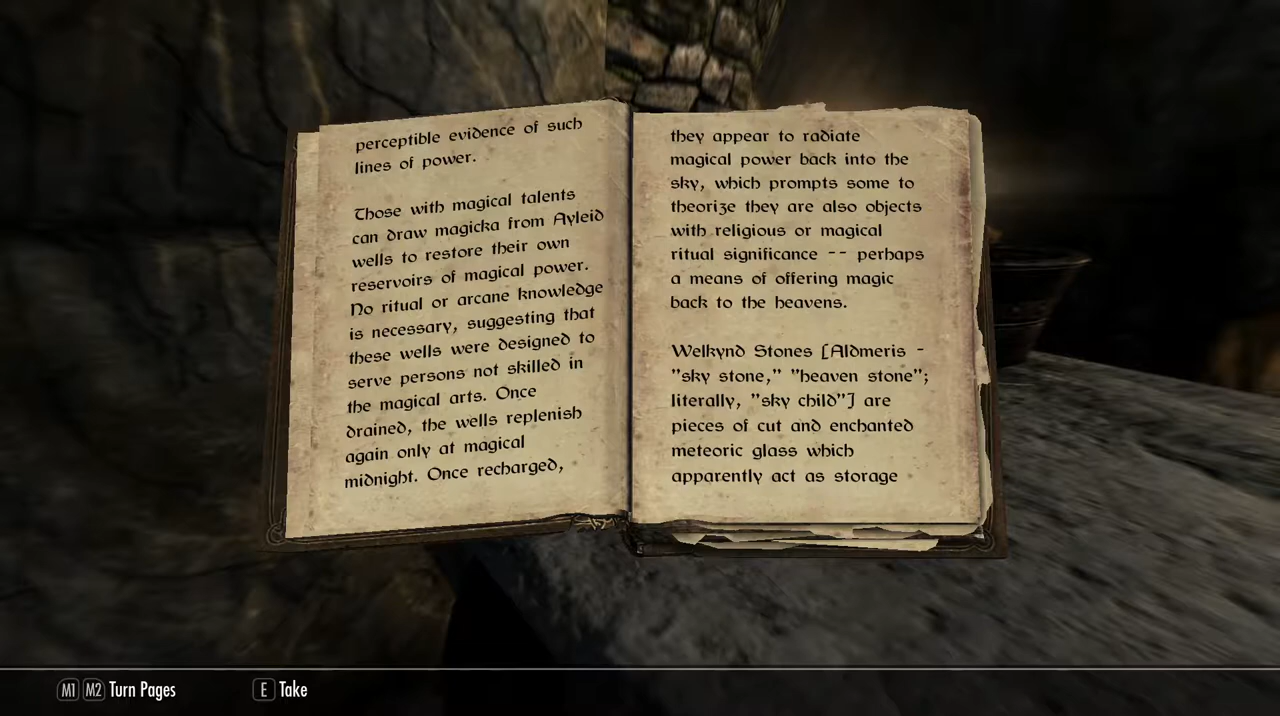 perceptible evidence of such
lines of power.
Those with magical talents
can draw magicka from Ayleid
wells to restore their own
reservoirs of magical power.
No ritual or arcane knowledge
is necessary, suggesting that
these wells were designed to
serve persons not skilled in
the magical arts. Once
drained, the wells replenish
again only at magical
midnight. Once recharged,
they appear to radiate
magical power back into the
sky, which prompts some to
theorize they are also objects
with religious or magical
ritual significance -- perhaps
a means of offering magic
back to the heavens.
Welkynd Stones [Aldmeris -
"sky stone," "heaven stone";
literally, "sky child"] are
pieces of cut and enchanted
meteoric glass which
apparently act as storage
M1 M2 Turn Pages E Take